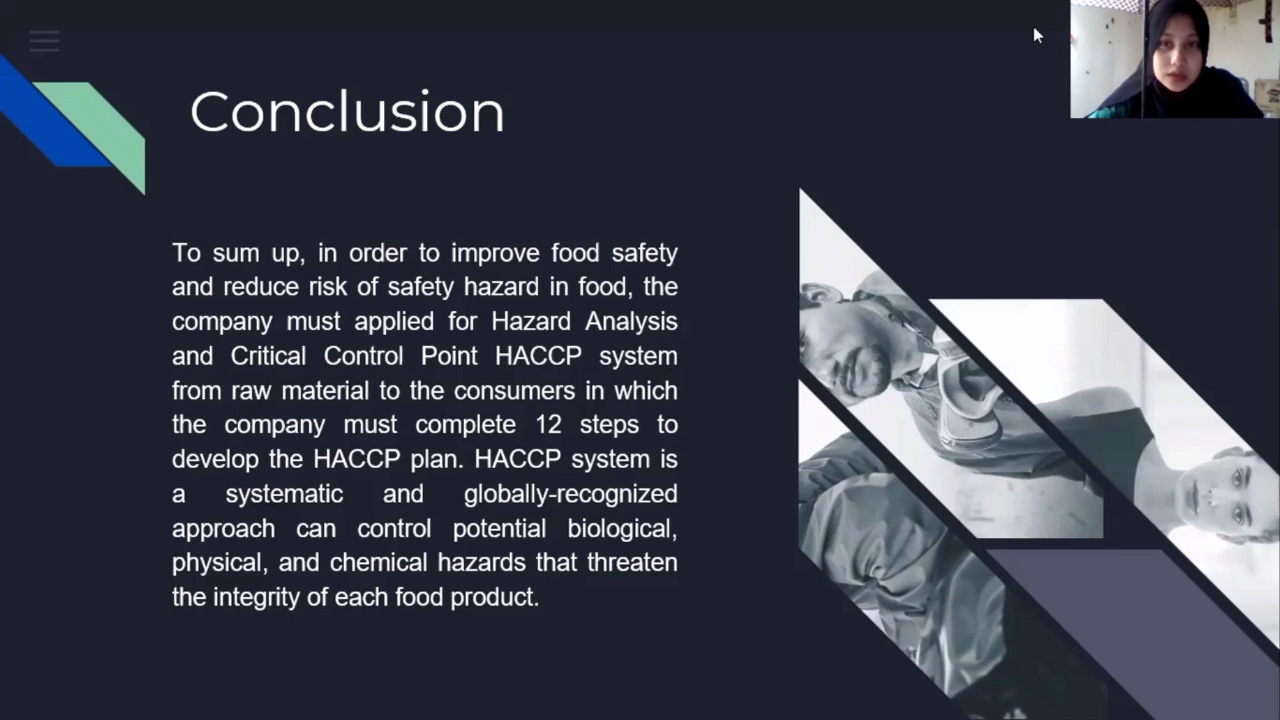 Conclusion
To sum up, in order to improve food safety
and reduce risk of safety hazard in food, the
company must applied for Hazard Analysis
and Critical Control Point HACCP system
from raw material to the consumers in which
the company must complete 12 steps to
develop the HACCP plan. HACCP system is
a systematic and globally-recognized
approach can control potential biological,
physical, and chemical hazards that threaten
the integrity of each food product.